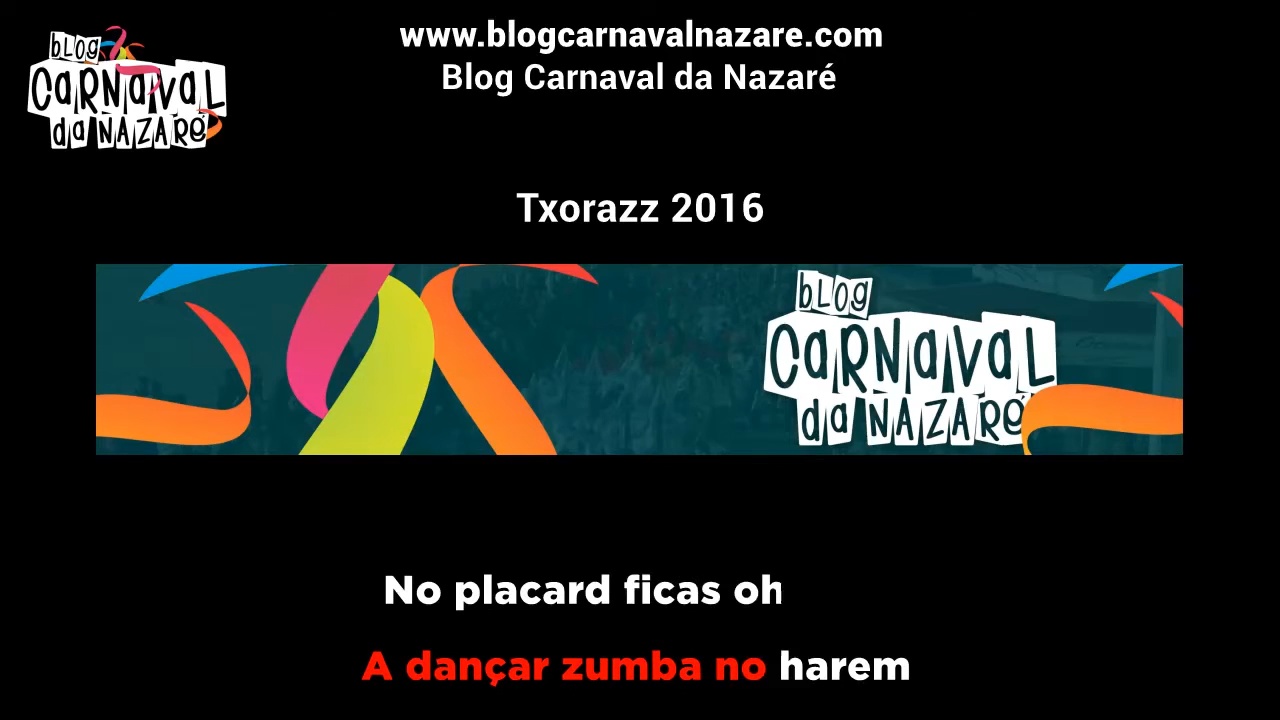 www.blogcarnavalnazare.com
Blog Carnaval da Nazaré
BLOG
CARNAVAL
da NAZARÉ
Txorazz 2016
BLOG
CARNAVAL
da NAZARÉ
No placard ficas oh
A dançar zumba no harem